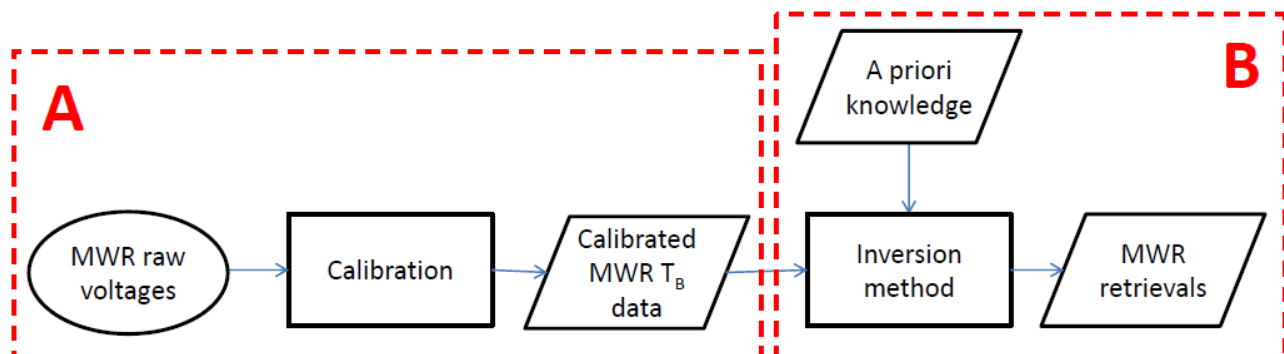 A
B
A priori
knowledge
MWR raw
voltages
Calibration
Calibrated
MWR T_B
data
Inversion
method
MWR
retrievals